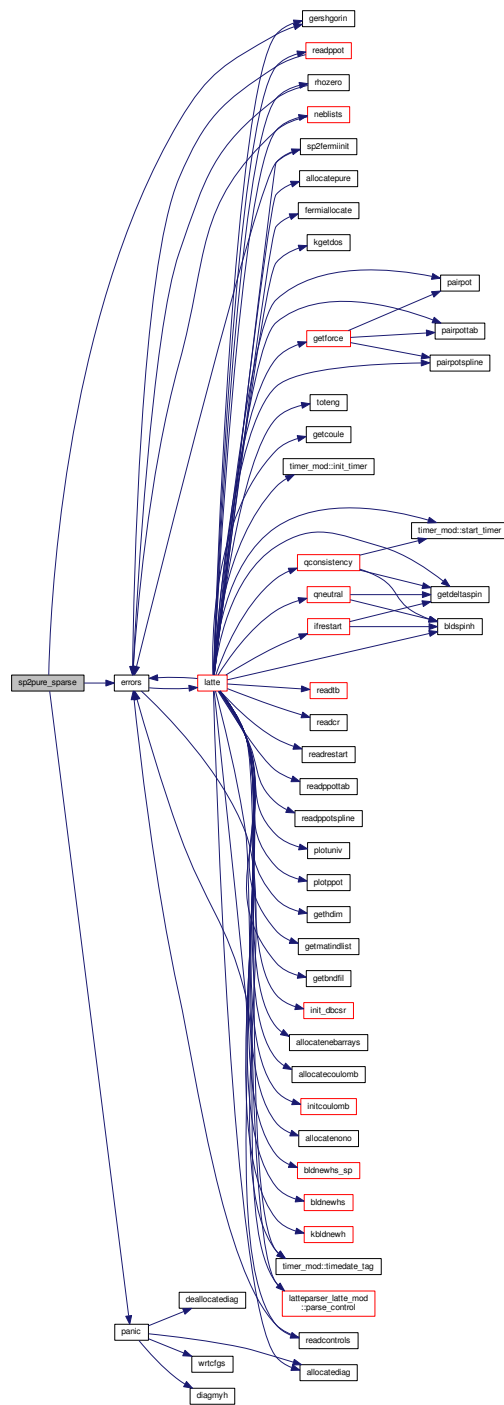 gershgorin
readppot
rhozero
neblists
sp2fermiinit
allocatepure
fermiallocate
kgetdos
pairpot
pairpottab
getforce
pairpotspline
toteng
getcoule
timer_mod::init_timer
timer_mod::start_timer
qconsistency
qneutral
getdeltaspin
ifrestart
bldspinh
sp2pure_sparse
errors
latte
readtb
readcr
readrestart
readppottab
readppotspline
plotuniv
plotppot
gethdim
getmatindlist
getbndfil
init_dbcsr
allocatenebarrays
allocatecoulomb
initcoulomb
allocatenono
bldnewhs_sp
bldnewhs
kbldnewh
timer_mod::timedate_tag
latteparser_latte_mod
::parse_control
deallocatediag
panic
readcontrols
wrtcfgs
allocatediag
diagmyh